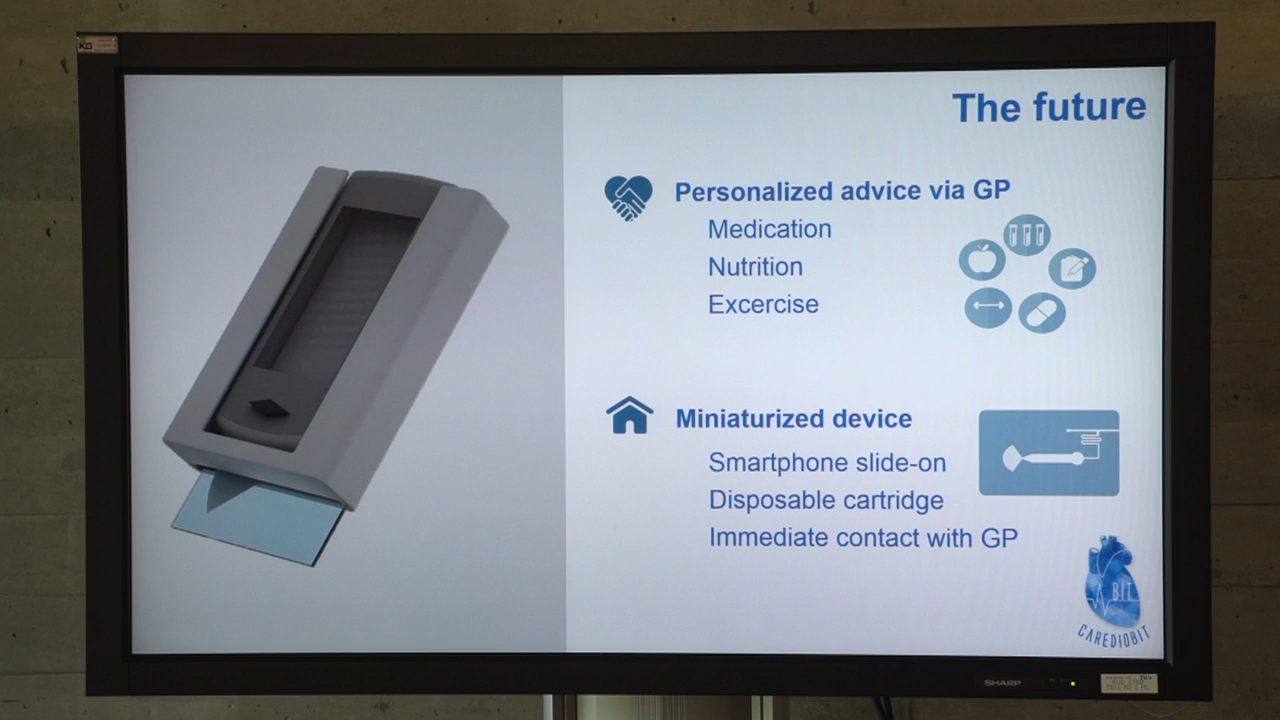 The future
Personalized advice via GP
Medication
Nutrition
Excercise
Miniaturized device
Smartphone slide-on
Disposable cartridge
Immediate contact with GP
BIT
CAREDIOBIT
SHARP